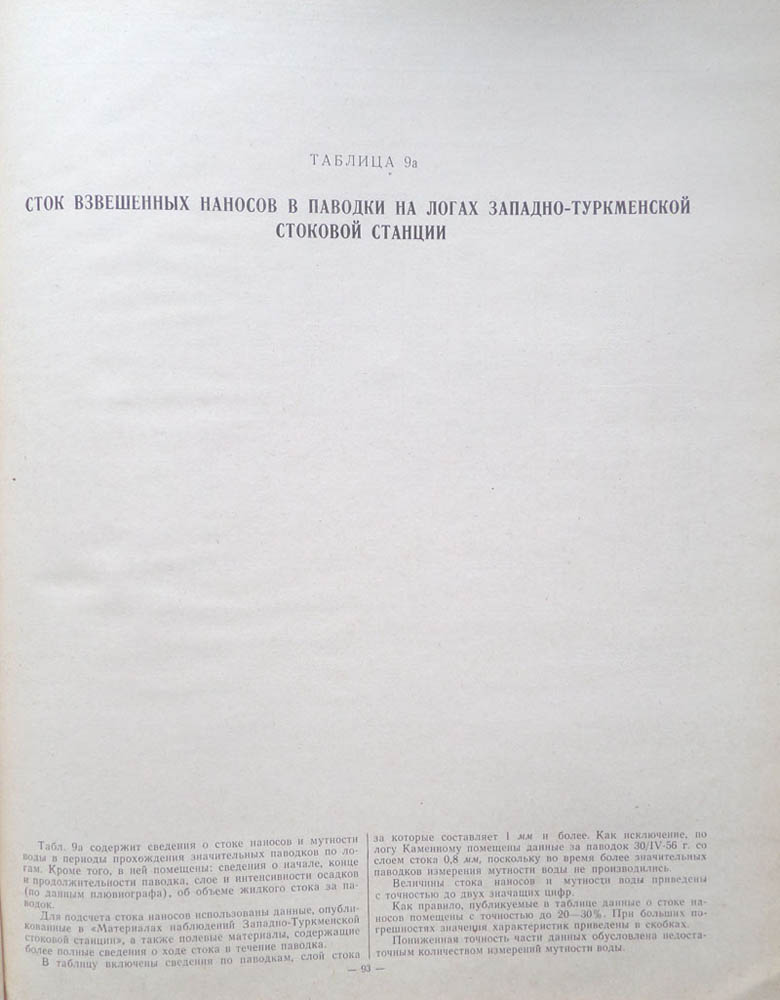 ТАБЛИЦА 9а
СТОК ВЗВЕШЕННЫХ НАНОСОВ В ПАВОДКИ НА ЛОГАХ ЗАПАДНО-ТУРКМЕНСКОЙ
СТОКОВОЙ СТАНЦИИ
Табл. 9а содержит сведения о стоке наносов и мутности
воды в периоды прохождения значительных паводков по ло-
гам. Кроме того, в ней помещены: сведения о начале, конце
и продолжительности паводка, слое и интенсивности осадков
(по данным плювиографа), об объеме жидкого стока за па-
водок.
Для подсчета стока наносов использованы данные, опубли-
кованные в «Материалах наблюдений Западно-Туркменской
стоковой станции», а также полевые материалы, содержащие
более полные сведения о ходе стока в течение паводка.
В таблицу включены сведения по паводкам, слой стока
за которые составляет 1 мм и более. Как исключение, по
логу Каменному помещены данные за паводок 30/IV-56 г. со
слоем стока 0,8 мм, поскольку во время более значительных
паводков измерения мутности воды не производились.
Величины стока наносов и мутности воды приведены
с точностью до двух значащих цифр.
Как правило, публикуемые в таблице данные о стоке на-
носов помещены с точностью до 20—30%. При больших по-
грешностях значения характеристик приведены в скобках.
Пониженная точность части данных обусловлена недоста-
точным количеством измерений мутности воды.
— 93 —